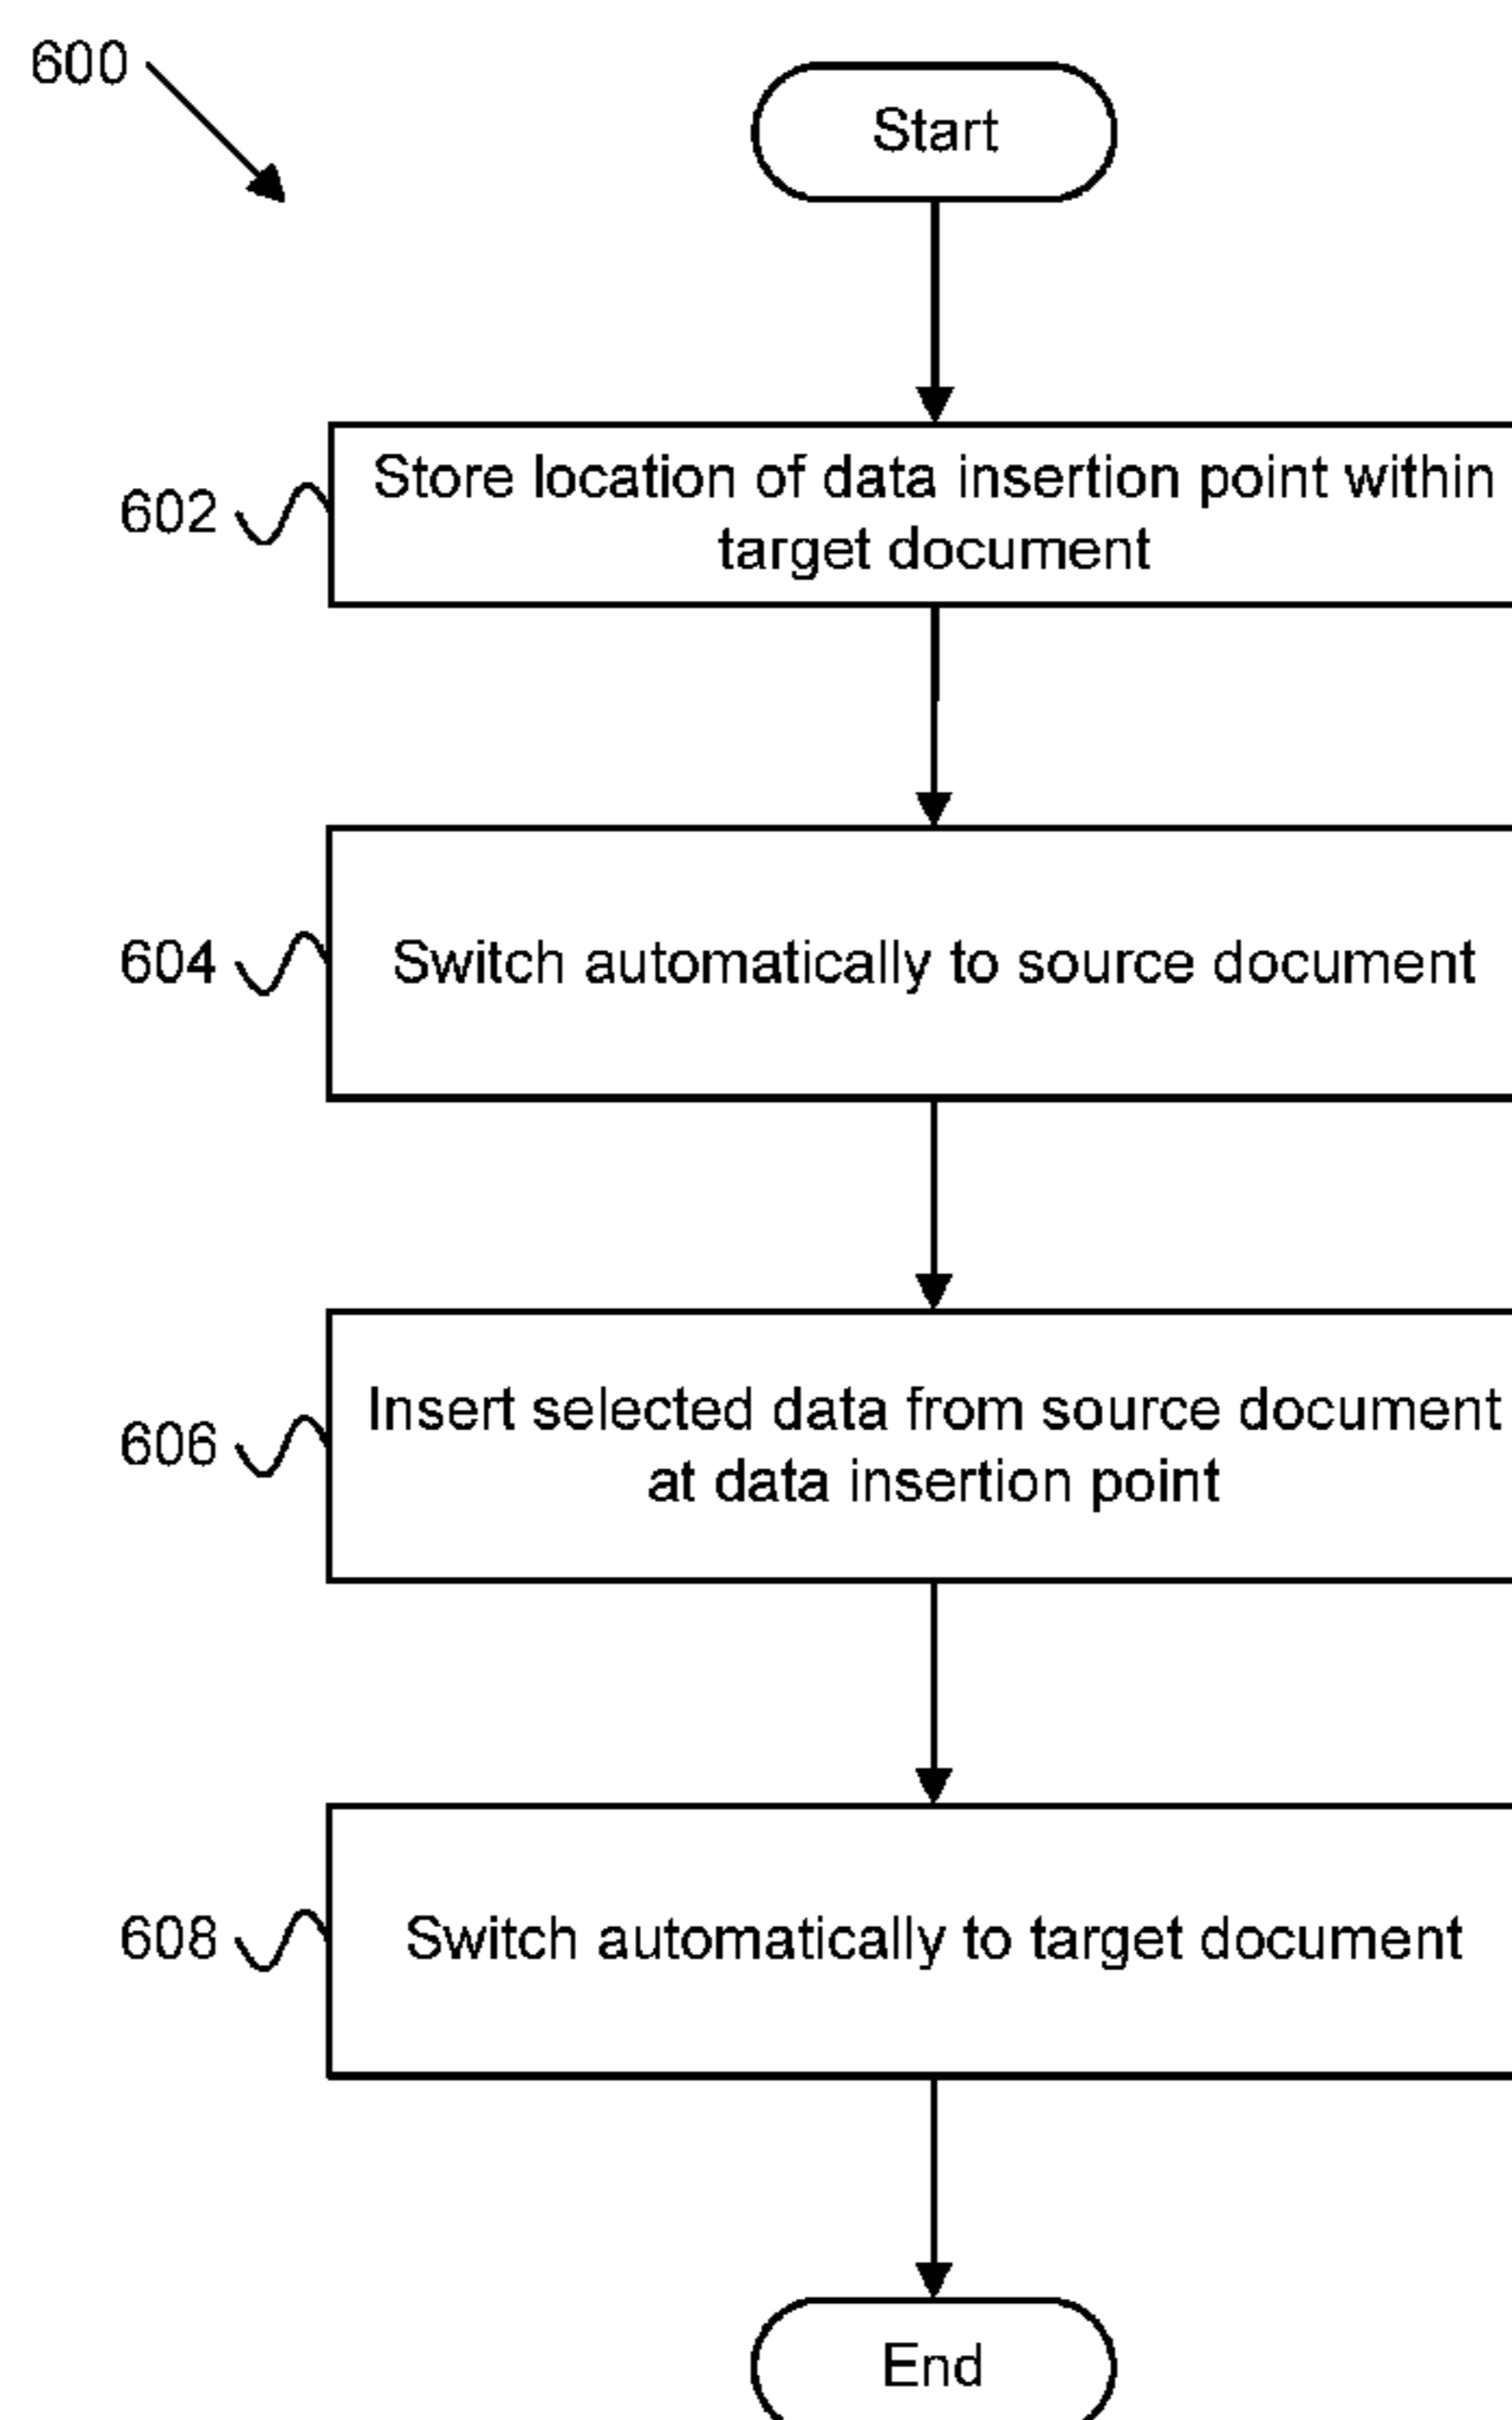 600
Start
602
Store location of data insertion point within
target document
604
Switch automatically to source document
606
Insert selected data from source document
at data insertion point
608
Switch automatically to target document
End